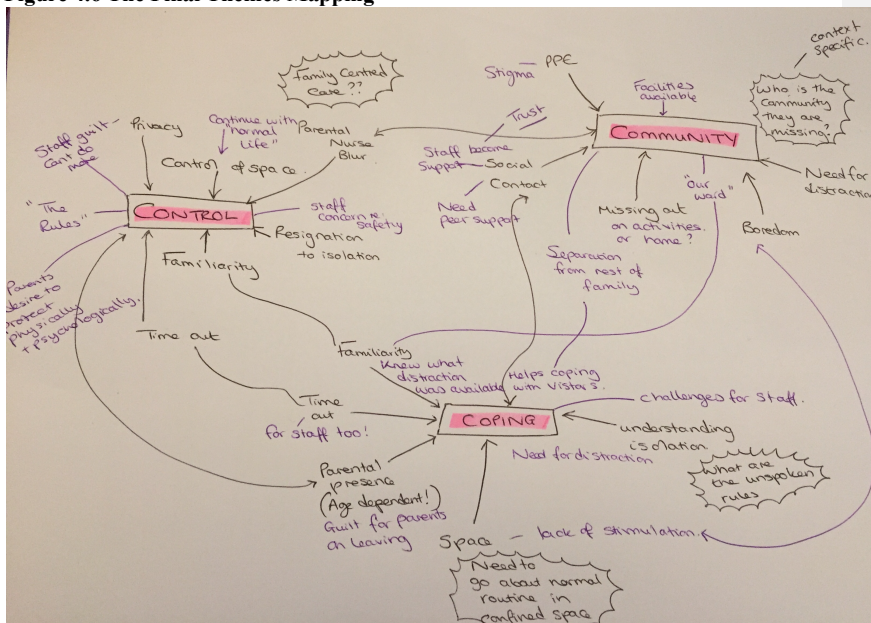 Figure 4.6 The Final Themes Mapping
context
specific.
PPE
Stigma
Family Centred
Care??
Facilities
available
Who is the
Community
they are
missing?
Trust
Staff guilt
Can't do
more
Privacy
Continue with
"normal
Life"
Parental
Nurse
Blur.
COMMUNITY
Control of space.
Staff become
Support
Social
Contact
Need
peer support
Need for
distraction
"The
Rules"
CONTROL
Staff
concern re.
safety
Resignation
to isolation
"Our
waid"
Missing out
on activities.
or home?
Boredom
Familiarity
Separation
from rest of
family
Parents
desire to
protect
physically
+ psychologically.
Time out
Familiarity
Knew what
distraction
was available
Helps coping
with Vistors.
Time
out
for staff too!
COPING
challenges for staff.
understanding
isolation
Need for distraction
What are
the unspoken
rules
Parental
presence
(Age dependent!)
Guilt for parents
on leaving
Space - lack of stimulation.
Need to
go about normal
routine in
confined space